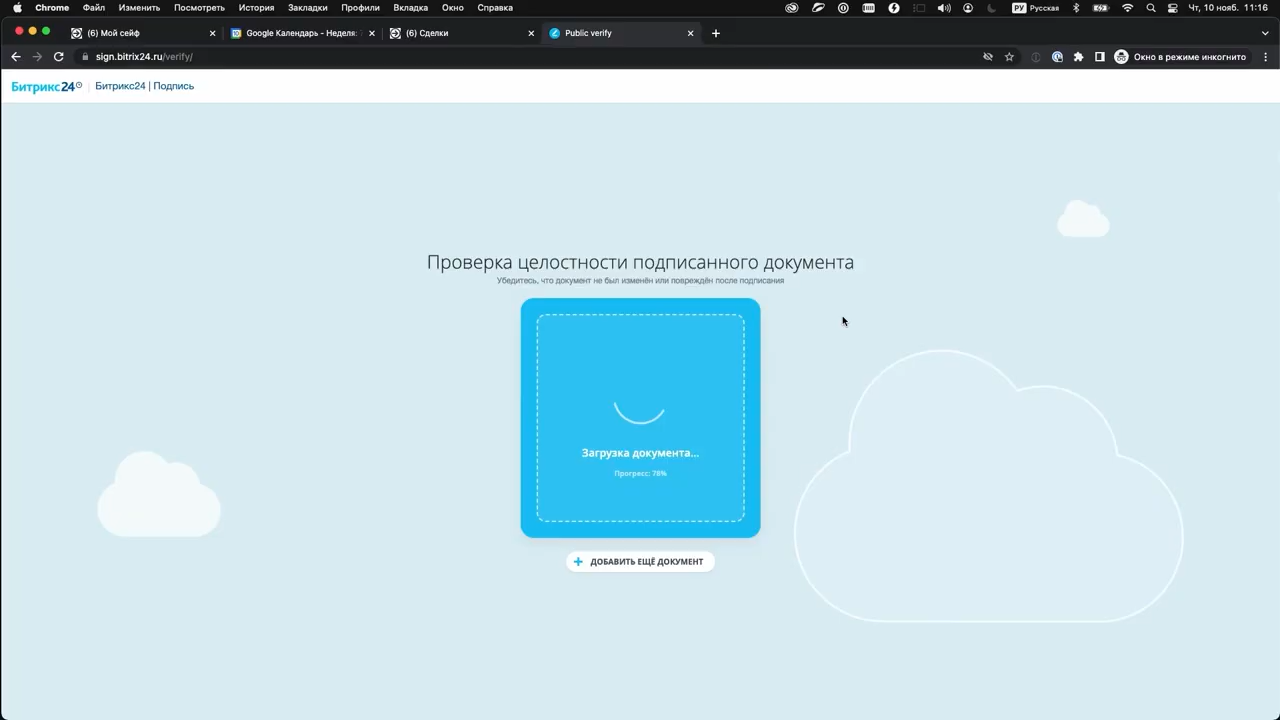 Chrome Файл Изменить Посмотреть История Закладки Профили Вкладка Окно Справка РУ Русская Чт, 10 нояб. 11:16
(6) Мой сейф Google Календарь - Неделя: (6) Сделки Public verify
sign.bitrix24.ru/verify/ Окно в режиме инкогнито
Битрикс24 Битрикс24 | Подпись
Проверка целостности подписанного документа
Убедитесь, что документ не был изменён или повреждён после подписания
Загрузка документа...
Прогресс: 78%
ДОБАВИТЬ ЕЩЁ ДОКУМЕНТ